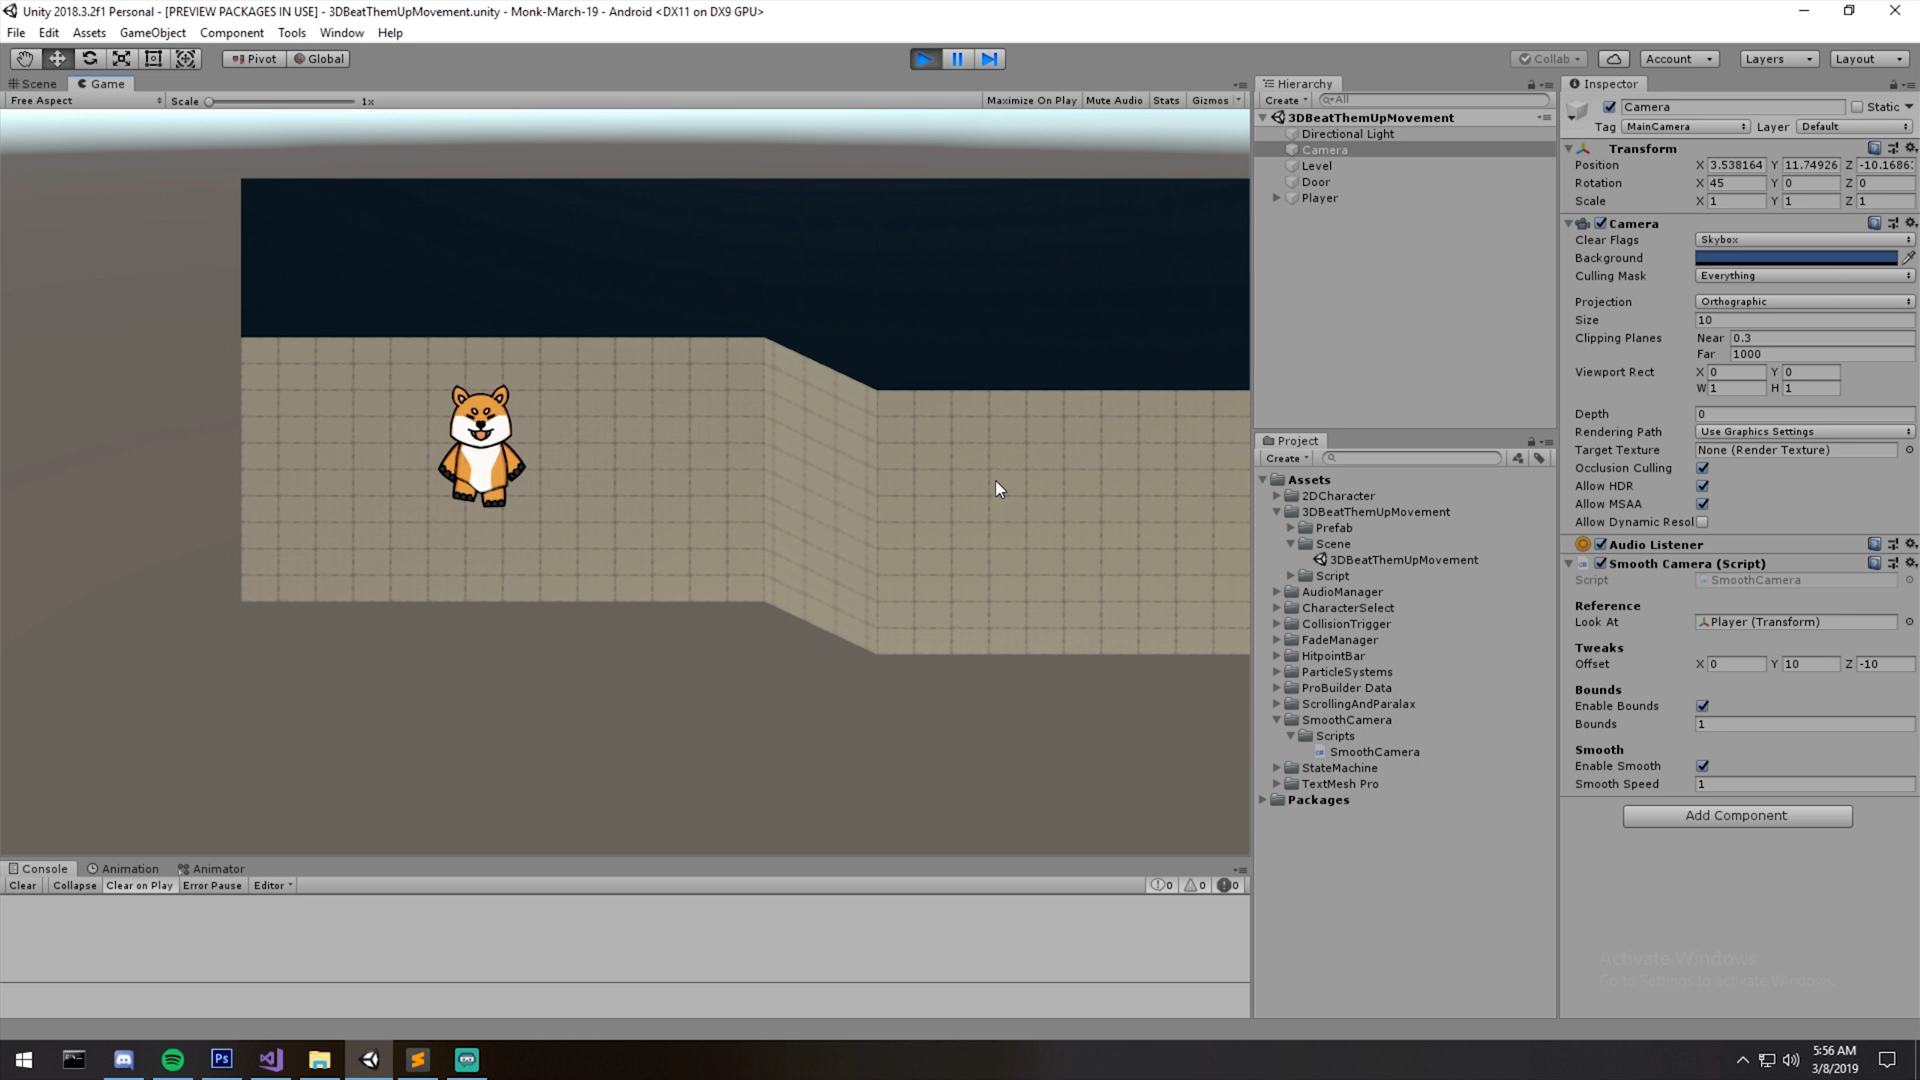 Unity 2018.3.2f1 Personal - [PREVIEW PACKAGES IN USE] - 3DBeatThemUpMovement.unity - Monk-March-19 - Android <DX11 on DX9 GPU>
File Edit Assets GameObject Component Tools Window Help
Pivot Global
Collab Account Layers Layout
Scene Game
Free Aspect Scale 1x Maximize On Play Mute Audio Stats Gizmos
Hierarchy
Create All
3DBeatThemUpMovement
Directional Light
Camera
Level
Door
Player
Project
Create
Assets
2DCharacter
3DBeatThemUpMovement
Prefab
Scene
3DBeatThemUpMovement
Script
AudioManager
CharacterSelect
CollisionTrigger
FadeManager
HitpointBar
ParticleSystems
ProBuilder Data
ScrollingAndParalax
SmoothCamera
Scripts
SmoothCamera
StateMachine
TextMesh Pro
Packages
Inspector
Camera Static
Tag MainCamera Layer Default
Transform
Position X 3.538164 Y 11.74926 Z -10.1686
Rotation X 45 Y 0 Z 0
Scale X 1 Y 1 Z 1
Camera
Clear Flags Skybox
Background
Culling Mask Everything
Projection Orthographic
Size 10
Clipping Planes Near 0.3
Far 1000
Viewport Rect X 0 Y 0
W 1 H 1
Depth 0
Rendering Path Use Graphics Settings
Target Texture None (Render Texture)
Occlusion Culling
Allow HDR
Allow MSAA
Allow Dynamic Resol
Audio Listener
Smooth Camera (Script)
Script SmoothCamera
Reference
Look At Player (Transform)
Tweaks
Offset X 0 Y 10 Z -10
Bounds
Enable Bounds
Bounds 1
Smooth
Enable Smooth
Smooth Speed 1
Add Component
Activate Windows
Go to Settings to activate Windows.
Console Animation Animator
Clear Collapse Clear on Play Error Pause Editor 0 0 0
Ps
5:56 AM
3/8/2019